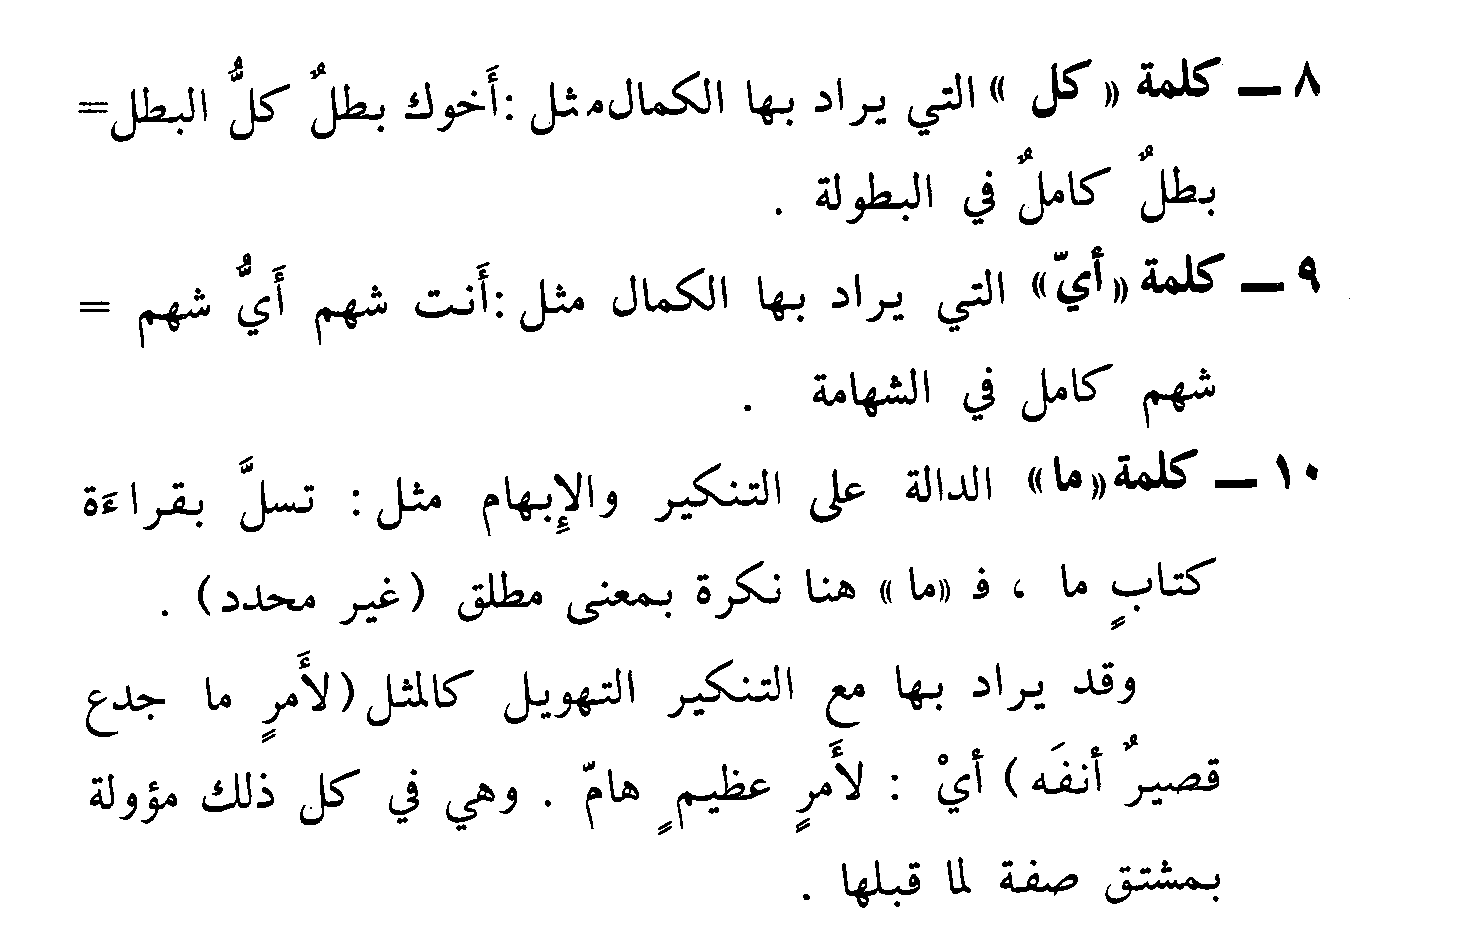 ٨ ــ كلمة «كل» التي يراد بها الكمال مثل : أَخوك بطلٌ كلُّ البطل =
بطلٌ كاملٌ في البطولة .
٩ ــ كلمة «أيّ» التي يراد بها الكمال مثل : أَنت شهم أَيُّ شهم =
شهم كامل في الشهامة .
١٠ ــ كلمة «ما» الدالة على التنكير والإِبهام مثل : تسلَّ بقراءَة
كتابٍ ما ، فـ «ما» هنا نكرة بمعنى مطلق (غير محدد) .
وقد يراد بها مع التنكير التهويل كالمثل (لأَمرٍ ما جدع
قصيرٌ أنفَه) أيْ : لأَمرٍ عظيمٍ هامّ . وهي في كل ذلك مؤولة
بمشتق صفة لما قبلها .